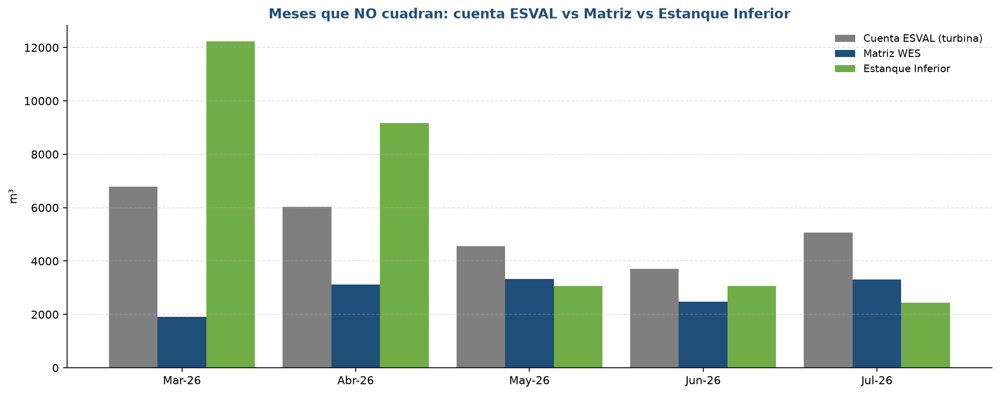 Meses que NO cuadran: cuenta ESVAL vs Matriz vs Estanque Inferior
Cuenta ESVAL (turbina)
Matriz WES
Estanque Inferior
m³
12000
10000
8000
6000
4000
2000
0
Mar-26
Abr-26
May-26
Jun-26
Jul-26